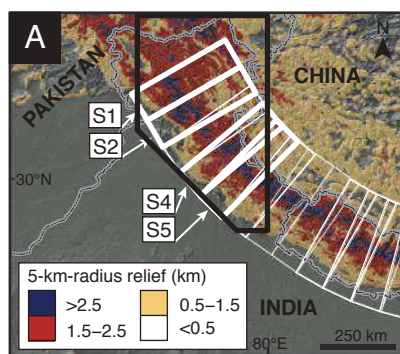 A
N
PAKISTAN
CHINA
S1
S2
30°N
S4
S5
5-km-radius relief (km)
>2.5
0.5–1.5
1.5–2.5
<0.5
INDIA
80°E
250 km